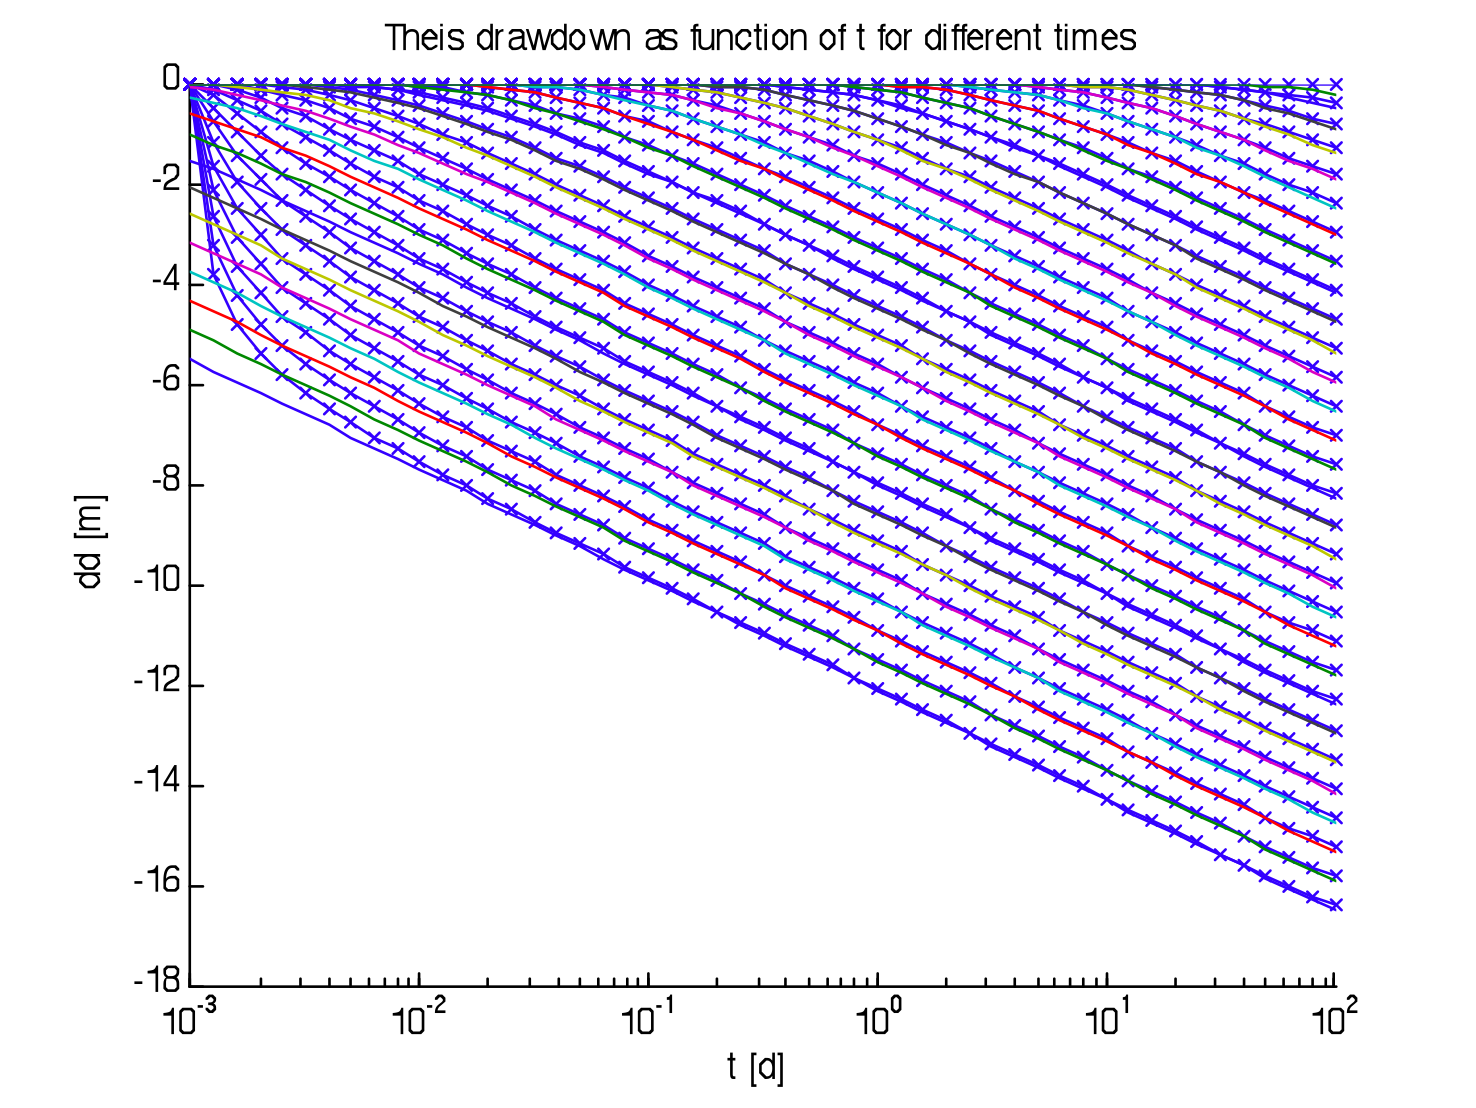 Theis drawdown as function of t for different times
0
-2
-4
-6
-8
-10
-12
-14
-16
-18
dd [m]
10^-3 10^-2 10^-1 10^0 10^1 10^2
t [d]